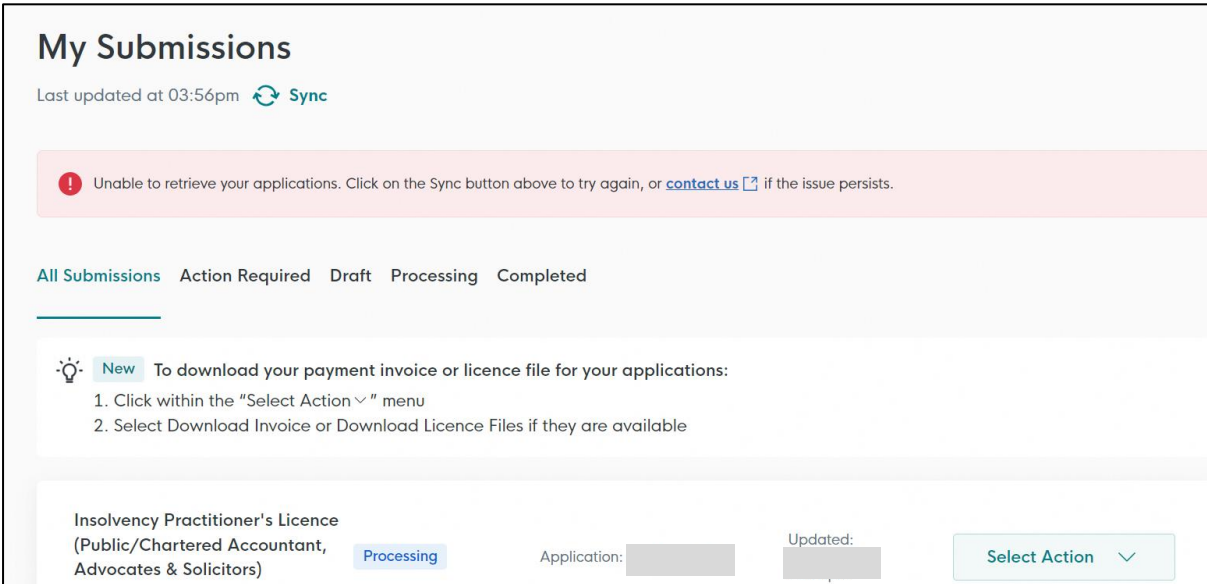 My Submissions
Last updated at 03:56pm Sync
Unable to retrieve your applications. Click on the Sync button above to try again, or contact us if the issue persists.
All Submissions Action Required Draft Processing Completed
New To download your payment invoice or licence file for your applications:
1. Click within the “Select Action ” menu
2. Select Download Invoice or Download Licence Files if they are available
Insolvency Practitioner's Licence
(Public/Chartered Accountant,
Advocates & Solicitors)
Processing
Application:
Updated:
Select Action